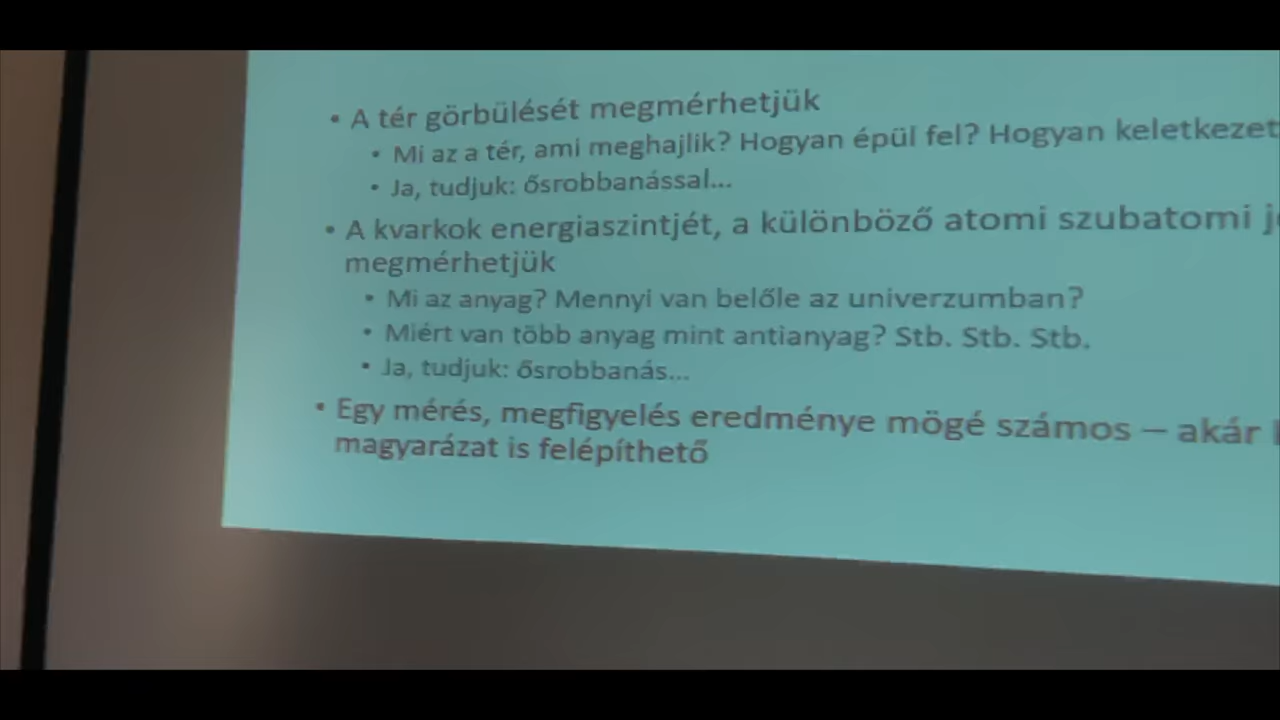 • A tér görbülését megmérhetjük
• Mi az a tér, ami meghajlik? Hogyan épül fel? Hogyan
• Ja, tudjuk: ősrobbanással...
• A kvarkok energiaszintjét, a különböző atomi szubatomi
megmérhetjük
• Mi az anyag? Mennyi van belőle az univerzumban?
• Miért van több anyag mint antianyag? Stb. Stb. Stb.
• Ja, tudjuk: ősrobbanás...
• Egy mérés, megfigyelés eredménye mögé számos – akár
magyarázat is felépíthető